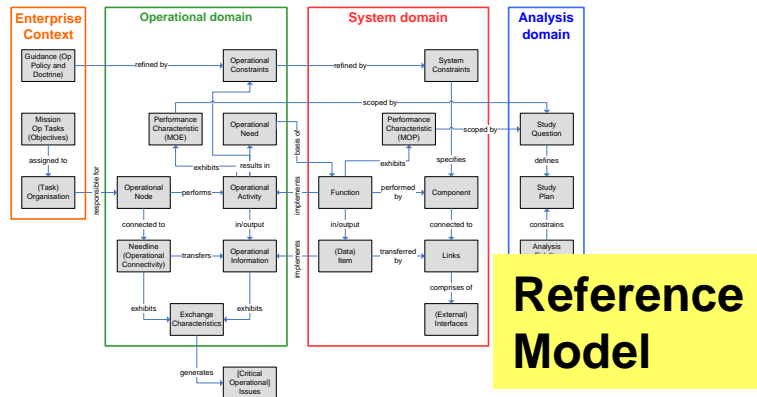 Enterprise
Context
Operational domain
System domain
Analysis
domain
Guidance (Op
Policy and
Doctrine)
refined by
Operational
Constraints
refined by
System
Constraints
scoped by
Mission
Op Tasks
(Objectives)
Performance
Characteristic
(MOE)
Operational
Need
basis of
Performance
Characteristic
(MOP)
scoped by
Study
Question
assigned to
exhibits
results in
exhibits
specifies
defines
(Task)
Organisation
responsible for
Operational
Node
performs
Operational
Activity
implements
Function
performed
by
Component
Study
Plan
connected to
in/output
in/output
connected to
constrains
Needline
(Operational
Connectivity)
transfers
Operational
Information
implements
(Data)
Item
transferred
by
Links
Analysis
exhibits
exhibits
comprises of
Exchange
Characteristics
(External)
Interfaces
generates
[Critical
Operational]
Issues
Reference
Model